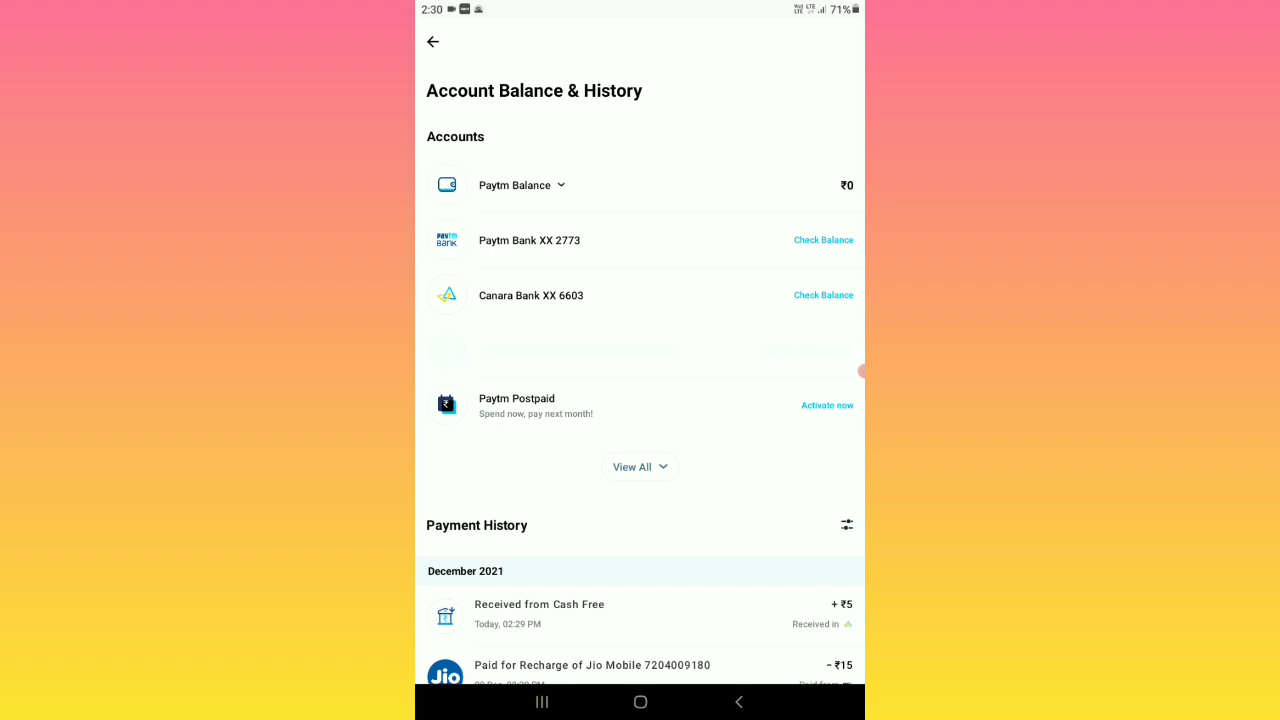 2:30 71%
Account Balance & History
Accounts
Paytm Balance ₹0
Paytm Bank XX 2773 Check Balance
Canara Bank XX 6603 Check Balance
Paytm Postpaid
Spend now, pay next month! Activate now
View All
Payment History
December 2021
Received from Cash Free + ₹5
Today, 02:29 PM Received in
Jio Paid for Recharge of Jio Mobile 7204009180 - ₹15